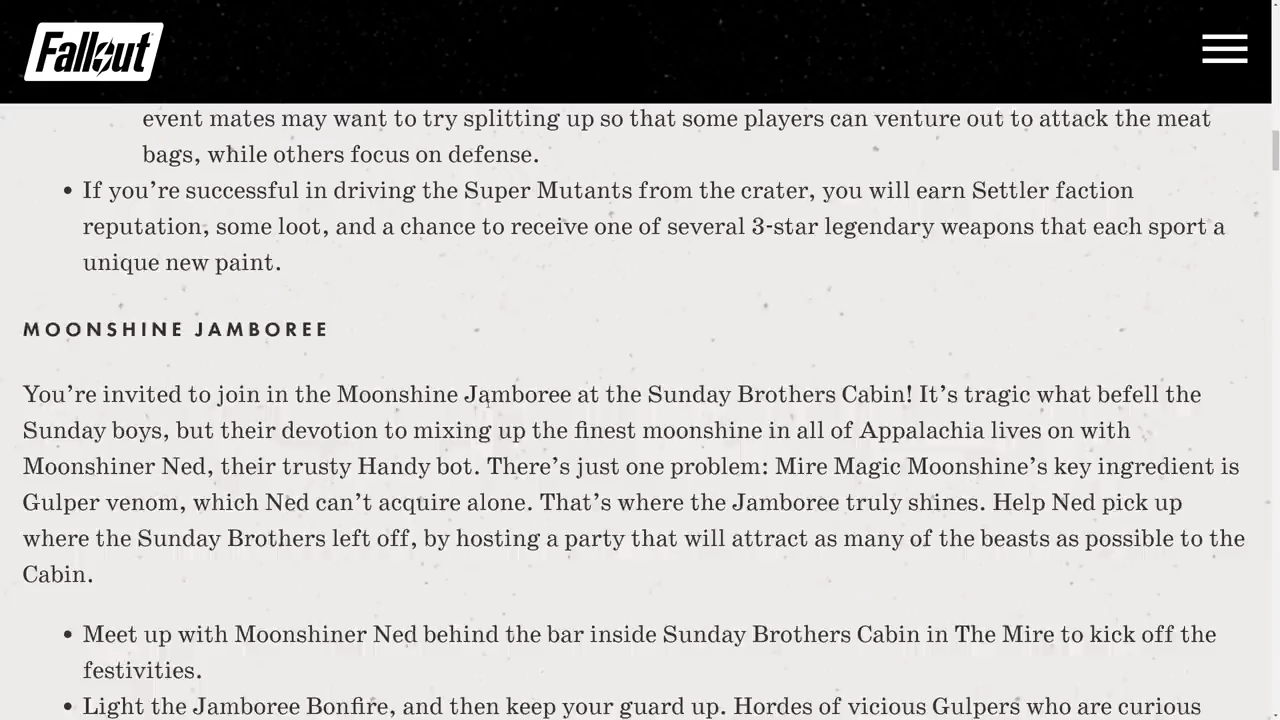 Fallout
event mates may want to try splitting up so that some players can venture out to attack the meat
bags, while others focus on defense.
• If you’re successful in driving the Super Mutants from the crater, you will earn Settler faction
reputation, some loot, and a chance to receive one of several 3-star legendary weapons that each sport a
unique new paint.
MOONSHINE JAMBOREE
You’re invited to join in the Moonshine Jamboree at the Sunday Brothers Cabin! It’s tragic what befell the
Sunday boys, but their devotion to mixing up the finest moonshine in all of Appalachia lives on with
Moonshiner Ned, their trusty Handy bot. There’s just one problem: Mire Magic Moonshine’s key ingredient is
Gulper venom, which Ned can’t acquire alone. That’s where the Jamboree truly shines. Help Ned pick up
where the Sunday Brothers left off, by hosting a party that will attract as many of the beasts as possible to the
Cabin.
• Meet up with Moonshiner Ned behind the bar inside Sunday Brothers Cabin in The Mire to kick off the
festivities.
• Light the Jamboree Bonfire, and then keep your guard up. Hordes of vicious Gulpers who are curious